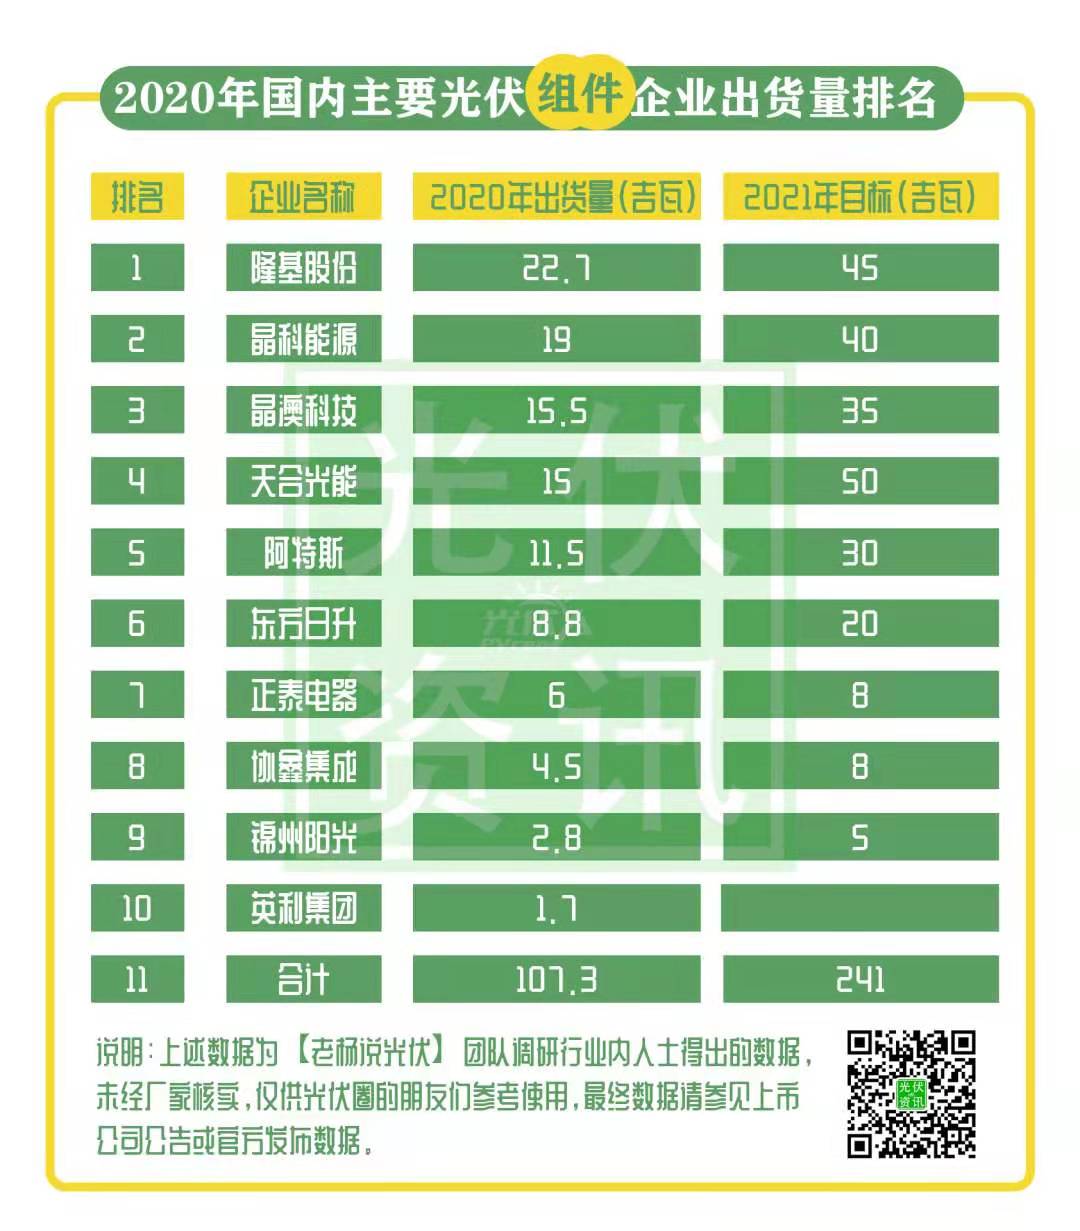 2020年国内主要光伏组件企业出货量排名
排名 企业名称 2020年出货量(吉瓦) 2021年目标(吉瓦)
1 隆基股份 22.7 45
2 晶科能源 19 40
3 晶澳科技 15.5 35
4 天合光能 15 50
5 阿特斯 11.5 30
6 东方日升 8.8 20
7 正泰电器 6 8
8 协鑫集成 4.5 8
9 锦州阳光 2.8 5
10 英利集团 1.7
11 合计 107.3 241
说明:上述数据为【老杨说光伏】团队调研行业内人士得出的数据,
未经厂家核实,仅供光伏圈的朋友们参考使用,最终数据请参见上市
公司公告或官方发布数据。
光伏
资讯
光伏
资讯